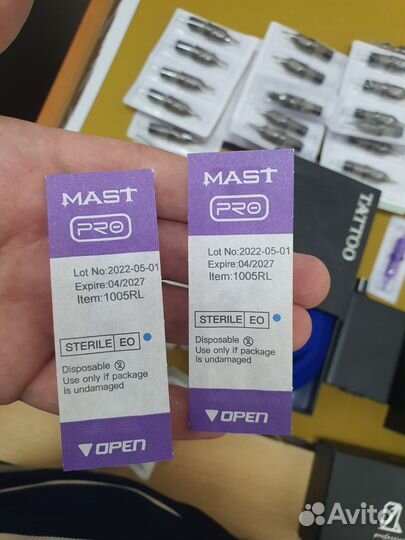 MAST
PRO
Lot No:2022-05-01
Expire:04/2027
Item:1005RL
STERILE EO
Disposable
Use only if package
is undamaged
OPEN
MAST
PRO
Lot No:2022-05-01
Expire:04/2027
Item:1005RL
STERILE EO
Disposable
Use only if package
is undamaged
OPEN
TATTOO
Avito